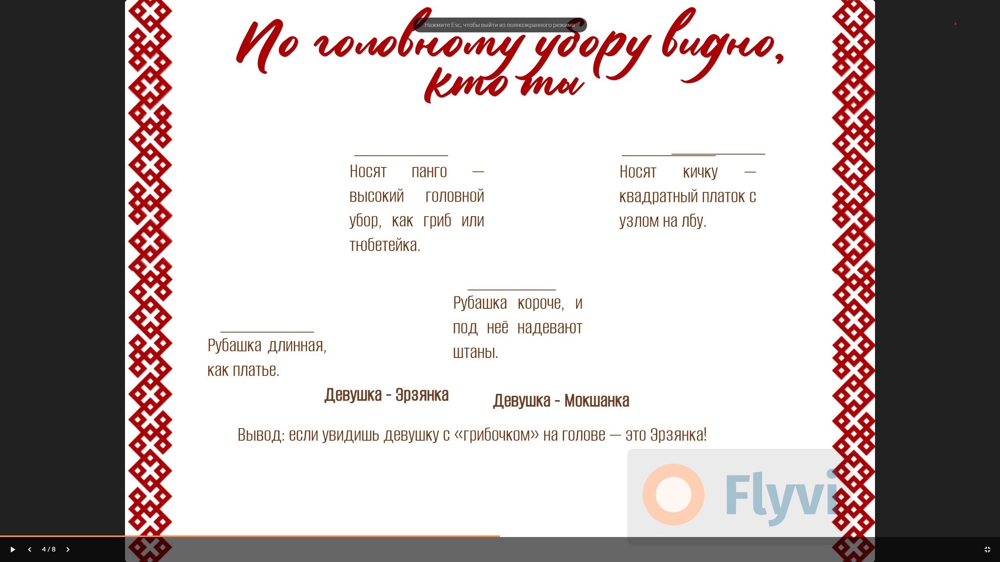 По головному убору видно,
кто ты
Нажмите Esc, чтобы выйти из полноэкранного режима
Носят панго —
высокий головной
убор, как гриб или
тюбетейка.
Носят кичку —
квадратный платок с
узлом на лбу.
Рубашка короче, и
под неё надевают
штаны.
Рубашка длинная,
как платье.
Девушка - Эрзянка
Девушка - Мокшанка
Вывод: если увидишь девушку с «грибочком» на голове — это Эрзянка!
Flyvi
4 / 8